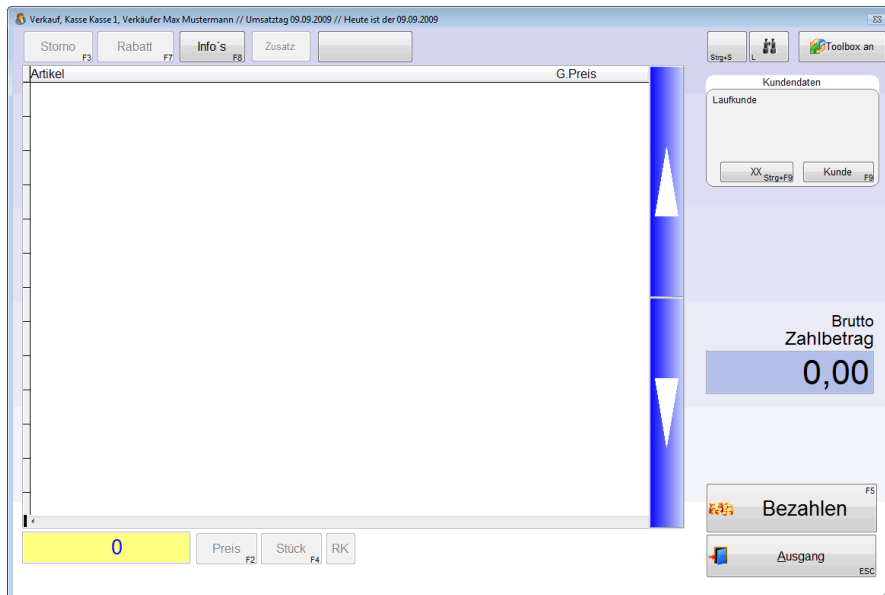 Verkauf, Kasse Kasse 1, Verkäufer Max Mustermann // Umsatztag 09.09.2009 // Heute ist der 09.09.2009
Storno F3 Rabatt F7 Info´s F8 Zusatz Strg+S L Toolbox an
Artikel G.Preis
Kundendaten
Laufkunde
XX Strg+F9 Kunde F9
Brutto
Zahlbetrag
0,00
F5
Bezahlen
0 Preis F2 Stück F4 RK
Ausgang
ESC